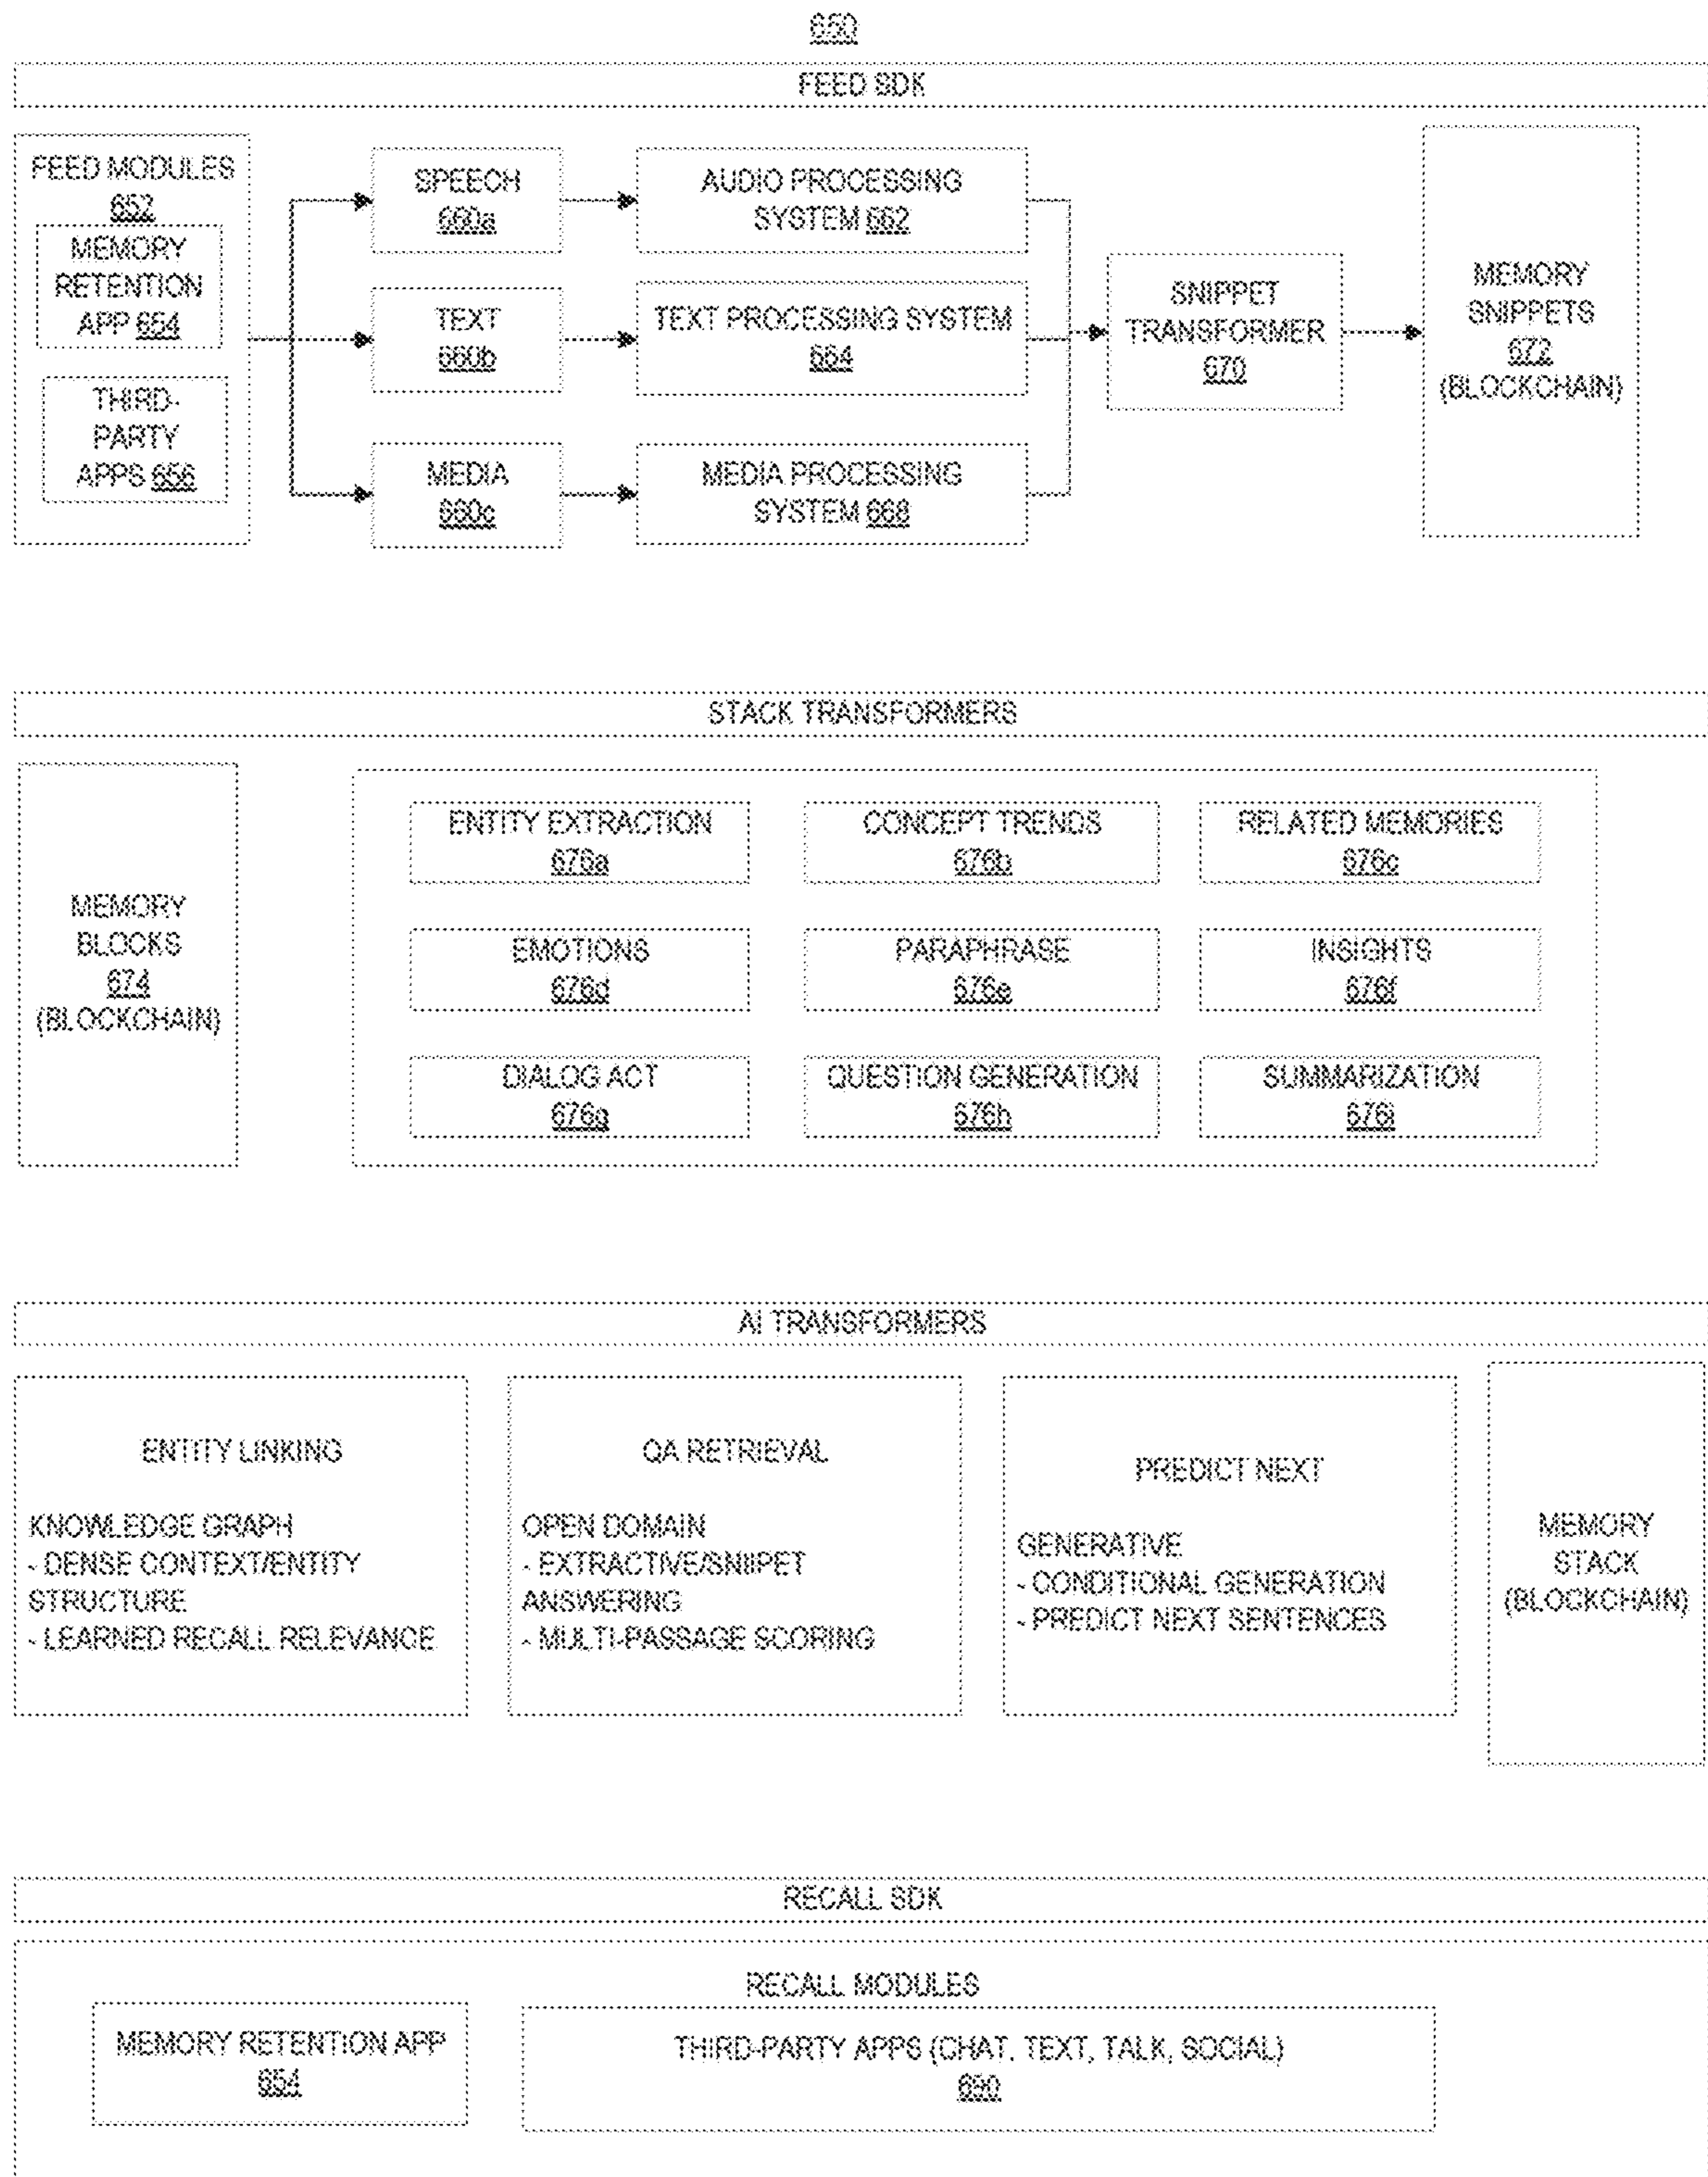 650
FEED SDK
FEED MODULES
652
MEMORY
RETENTION
APP 654
THIRD-
PARTY
APPS 656
SPEECH
660a
TEXT
660b
MEDIA
660c
AUDIO PROCESSING
SYSTEM 662
TEXT PROCESSING SYSTEM
664
MEDIA PROCESSING
SYSTEM 668
SNIPPET
TRANSFORMER
670
MEMORY
SNIPPETS
672
(BLOCKCHAIN)
STACK TRANSFORMERS
MEMORY
BLOCKS
674
(BLOCKCHAIN)
ENTITY EXTRACTION
676a
CONCEPT TRENDS
676b
RELATED MEMORIES
676c
EMOTIONS
676d
PARAPHRASE
676e
INSIGHTS
676f
DIALOG ACT
676g
QUESTION GENERATION
676h
SUMMARIZATION
676i
AI TRANSFORMERS
ENTITY LINKING
KNOWLEDGE GRAPH
- DENSE CONTEXT/ENTITY
STRUCTURE
- LEARNED RECALL RELEVANCE
QA RETRIEVAL
OPEN DOMAIN
- EXTRACTIVE/SNIIPET
ANSWERING
- MULTI-PASSAGE SCORING
PREDICT NEXT
GENERATIVE
- CONDITIONAL GENERATION
- PREDICT NEXT SENTENCES
MEMORY
STACK
(BLOCKCHAIN)
RECALL SDK
RECALL MODULES
MEMORY RETENTION APP
654
THIRD-PARTY APPS (CHAT, TEXT, TALK, SOCIAL)
690